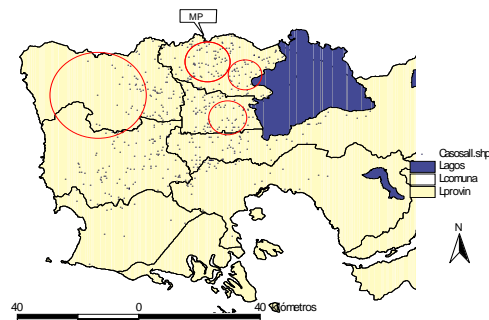 MP
Casosall.shp
Lagos
Lcomuna
Lprovin
N
40 0 40 Kilómetros